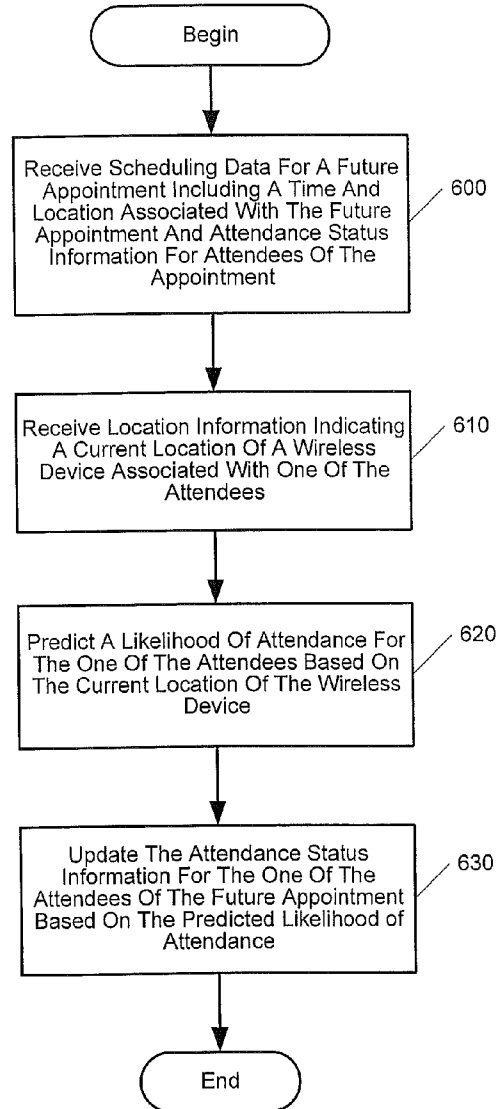 Begin
Receive Scheduling Data For A Future
Appointment Including A Time And
Location Associated With The Future
Appointment And Attendance Status
Information For Attendees Of The
Appointment
600
Receive Location Information Indicating
A Current Location Of A Wireless
Device Associated With One Of The
Attendees
610
Predict A Likelihood Of Attendance For
The One Of The Attendees Based On
The Current Location Of The Wireless
Device
620
Update The Attendance Status
Information For The One Of The
Attendees Of The Future Appointment
Based On The Predicted Likelihood of
Attendance
630
End